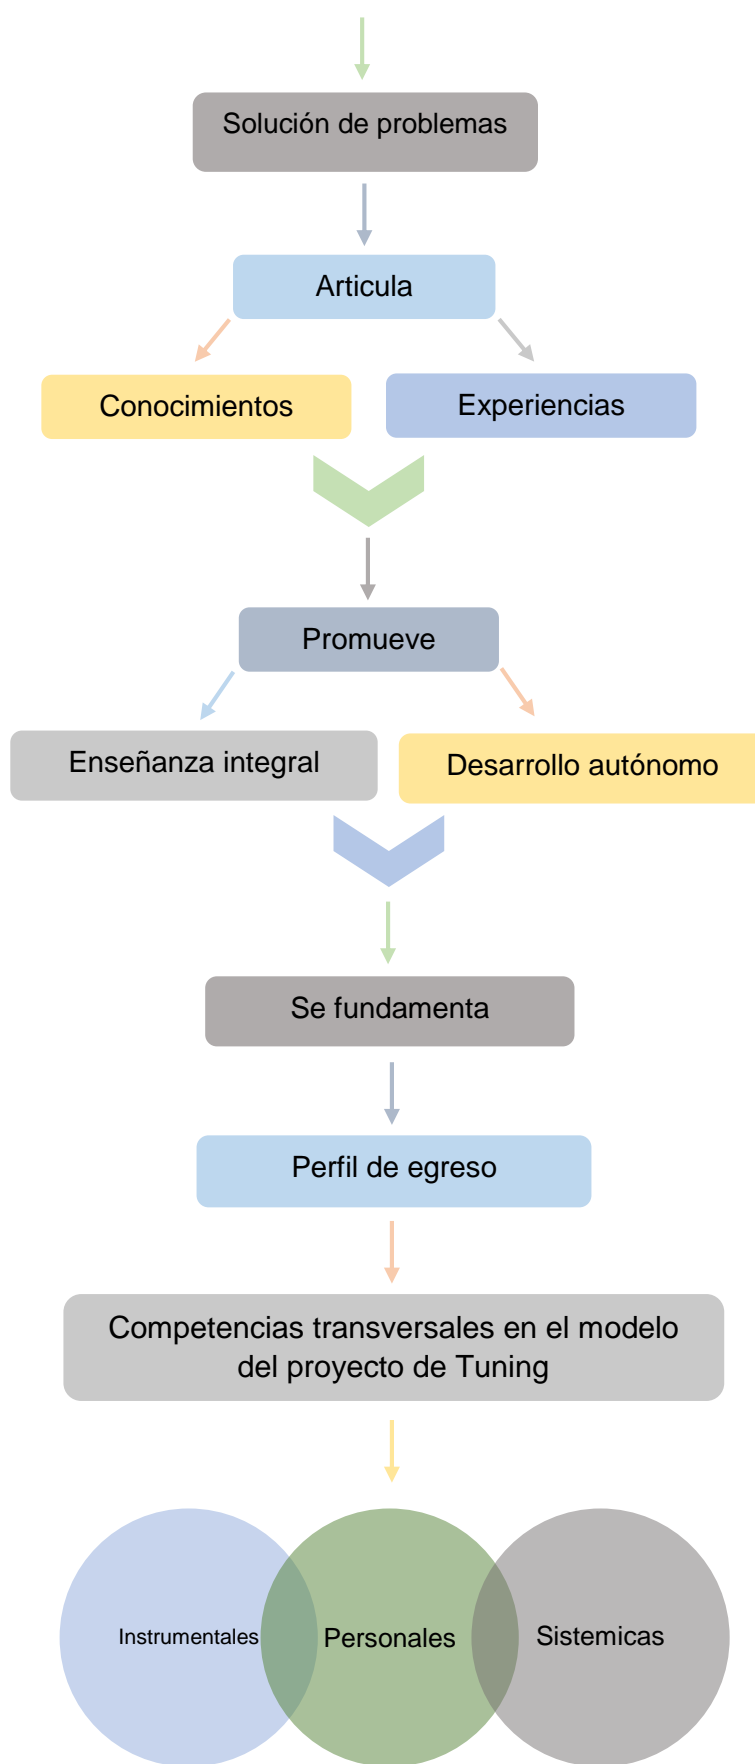 Solución de problemas
Articula
Conocimientos
Experiencias
Promueve
Enseñanza integral
Desarrollo autónomo
Se fundamenta
Perfil de egreso
Competencias transversales en el modelo
del proyecto de Tuning
Instrumentales
Personales
Sistemicas